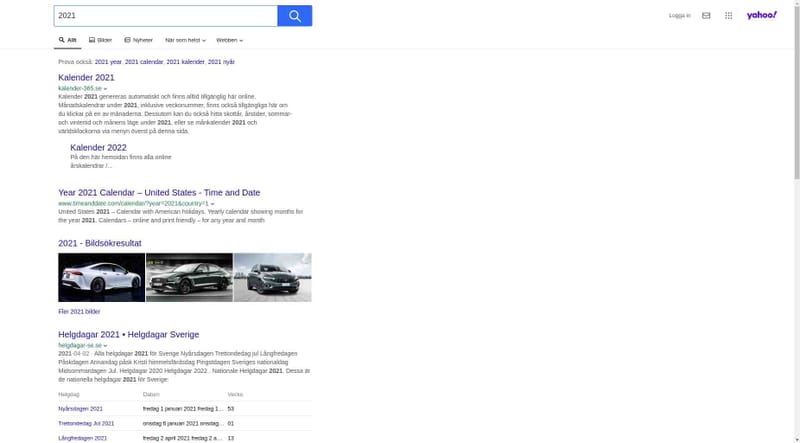 2021
Logga in
yahoo!
Allt
Bilder
Nyheter
När som helst
Webben
Prova också: 2021 year, 2021 calendar, 2021 kalender, 2021 nyår
Kalender 2021
kalender-365.se
Kalender 2021 genereras automatiskt och finns alltid tillgänglig här online.
Månadskalendrar under 2021, inklusive veckonummer, finns också tillgängliga här om
du klickar på en av månaderna. Dessutom kan du också hitta skottår, årstider, sommar-
och vintertid och månens läge under 2021, eller se månkalender 2021 och
världsklockorna via menyn överst på denna sida.
Kalender 2022
På den här hemsidan finns alla online
årskalendrar /...
Year 2021 Calendar – United States - Time and Date
www.timeanddate.com/calendar/?year=2021&country=1
United States 2021 – Calendar with American holidays. Yearly calendar showing months for
the year 2021. Calendars – online and print friendly – for any year and month
2021 - Bildsökresultat
Fler 2021 bilder
Helgdagar 2021 • Helgdagar Sverige
helgdagar-se.se
2021-04-02 · Alla helgdagar 2021 för Sverige Nyårsdagen Trettondedag jul Långfredagen
Påskdagen Annandag påsk Kristi himmelsfärdsdag Pingstdagen Sveriges nationaldag
Midsommardagen Jul. Helgdagar 2020 Helgdagar 2022 . Nationale Helgdagar 2021. Dessa är
de nationella helgdagar 2021 för Sverige:
Helgdag Datum Vecka
Nyårsdagen 2021 fredag 1 januari 2021 fredag 1... 53
Trettondedag Jul 2021 onsdag 6 januari 2021 onsdag... 01
Långfredagen 2021 fredag 2 april 2021 fredag 2 a... 13